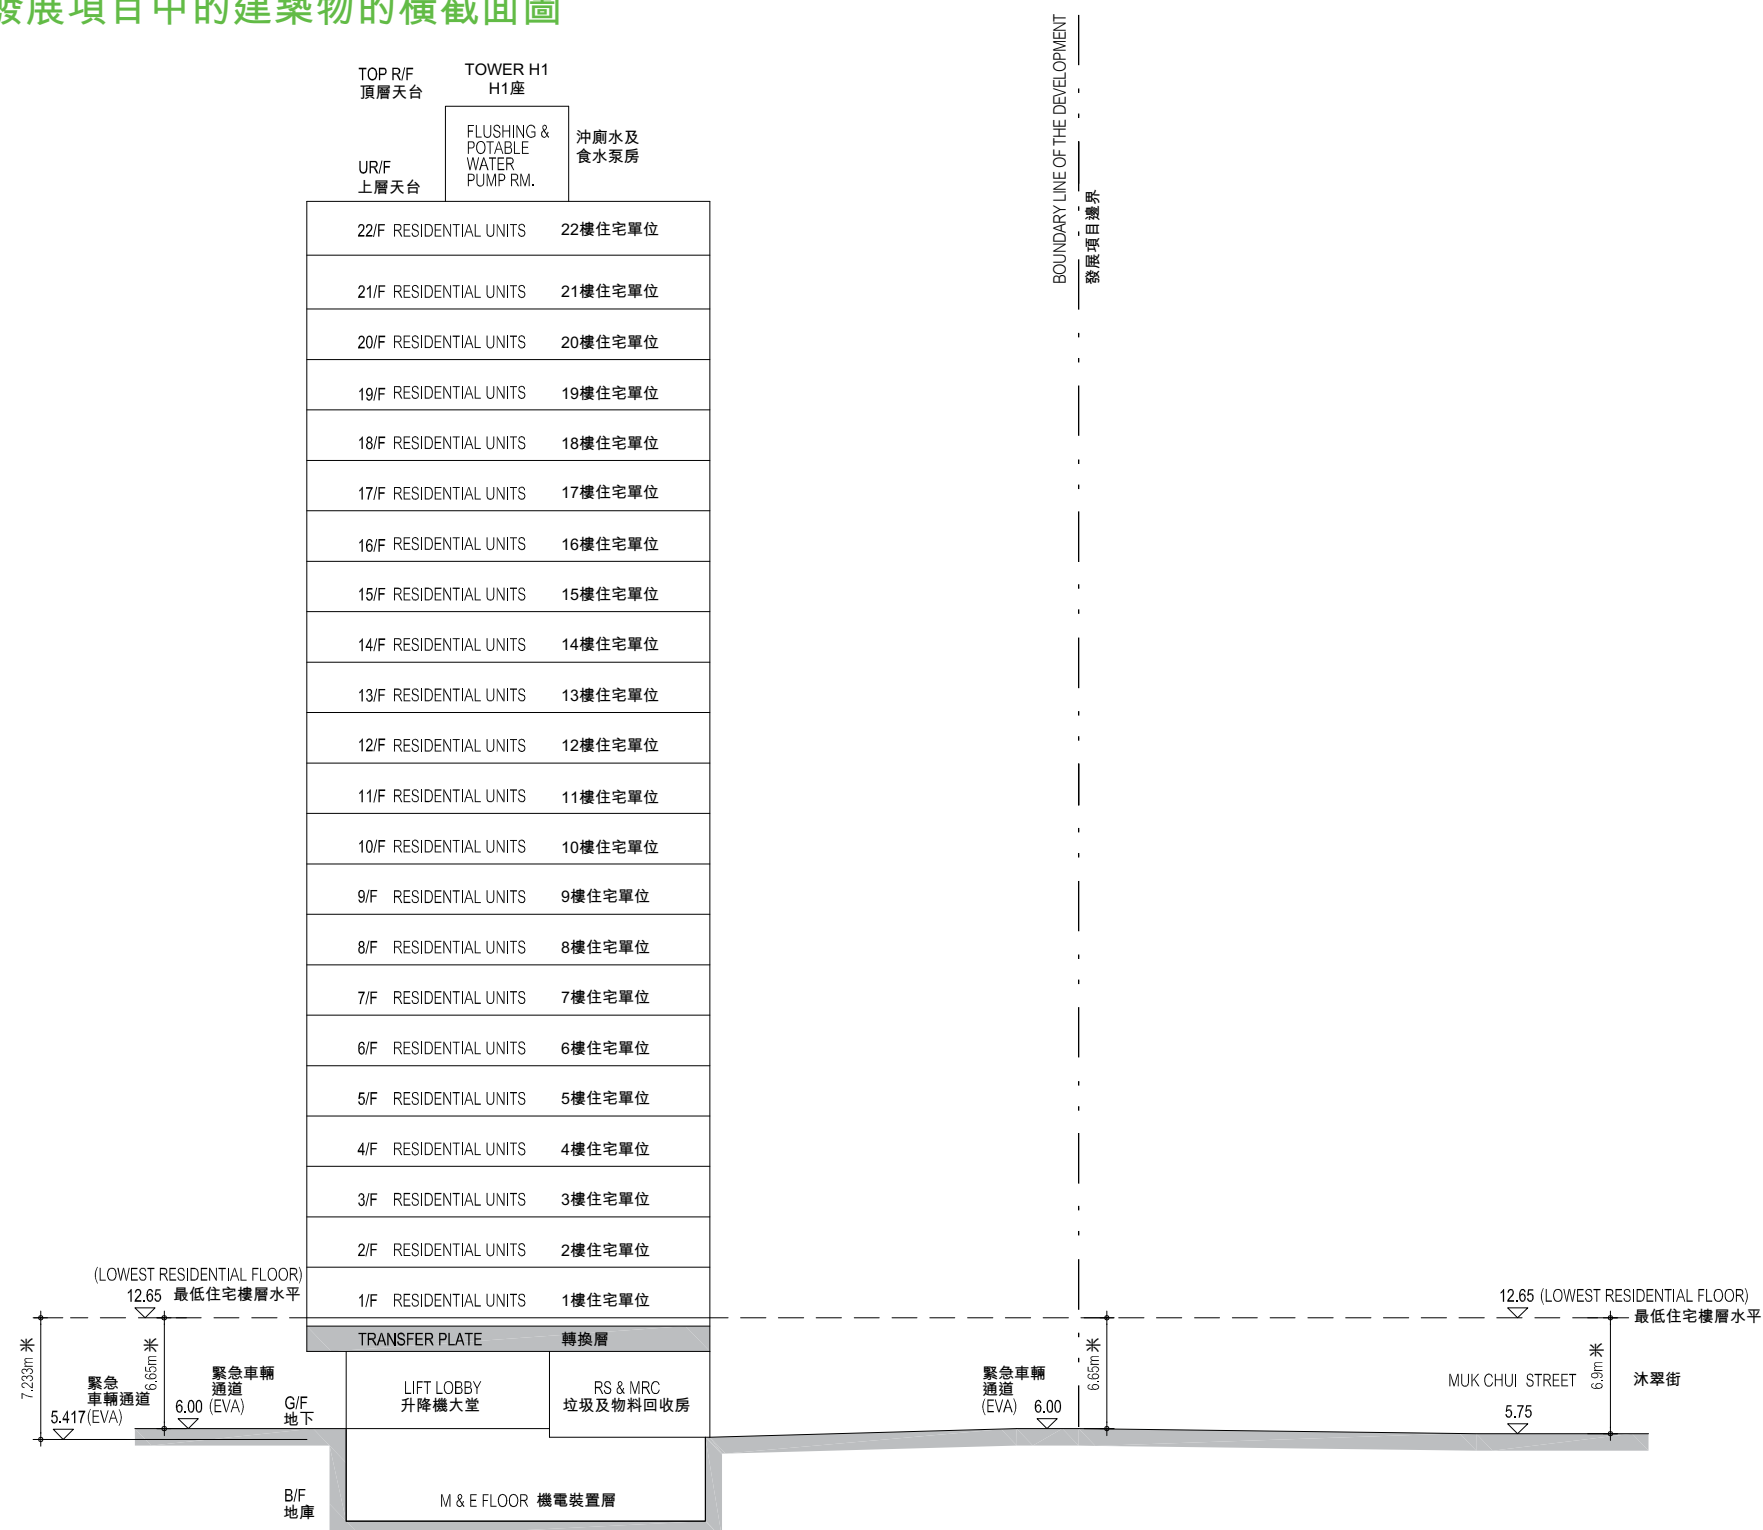 發展項目中的建築物的橫截面圖
TOWER H1
H1座
TOP R/F
頂層天台
FLUSHING &
POTABLE
WATER
PUMP RM.
沖廁水及
食水泵房
UR/F
上層天台
BOUNDARY LINE OF THE DEVELOPMENT
發展項目邊界
22/F RESIDENTIAL UNITS 22樓住宅單位
21/F RESIDENTIAL UNITS 21樓住宅單位
20/F RESIDENTIAL UNITS 20樓住宅單位
19/F RESIDENTIAL UNITS 19樓住宅單位
18/F RESIDENTIAL UNITS 18樓住宅單位
17/F RESIDENTIAL UNITS 17樓住宅單位
16/F RESIDENTIAL UNITS 16樓住宅單位
15/F RESIDENTIAL UNITS 15樓住宅單位
14/F RESIDENTIAL UNITS 14樓住宅單位
13/F RESIDENTIAL UNITS 13樓住宅單位
12/F RESIDENTIAL UNITS 12樓住宅單位
11/F RESIDENTIAL UNITS 11樓住宅單位
10/F RESIDENTIAL UNITS 10樓住宅單位
9/F RESIDENTIAL UNITS 9樓住宅單位
8/F RESIDENTIAL UNITS 8樓住宅單位
7/F RESIDENTIAL UNITS 7樓住宅單位
6/F RESIDENTIAL UNITS 6樓住宅單位
5/F RESIDENTIAL UNITS 5樓住宅單位
4/F RESIDENTIAL UNITS 4樓住宅單位
3/F RESIDENTIAL UNITS 3樓住宅單位
2/F RESIDENTIAL UNITS 2樓住宅單位
1/F RESIDENTIAL UNITS 1樓住宅單位
(LOWEST RESIDENTIAL FLOOR)
12.65 最低住宅樓層水平
12.65 (LOWEST RESIDENTIAL FLOOR)
最低住宅樓層水平
TRANSFER PLATE 轉換層
7.233m 米
緊急
車輛通道
5.417(EVA)
6.65m 米
緊急車輛
通道
6.00 (EVA)
G/F
地下
LIFT LOBBY
升降機大堂
RS & MRC
垃圾及物料回收房
緊急車輛
通道
(EVA) 6.00
6.65m 米
MUK CHUI STREET
5.75
6.9m 米
沐翠街
B/F
地庫
M & E FLOOR 機電裝置層